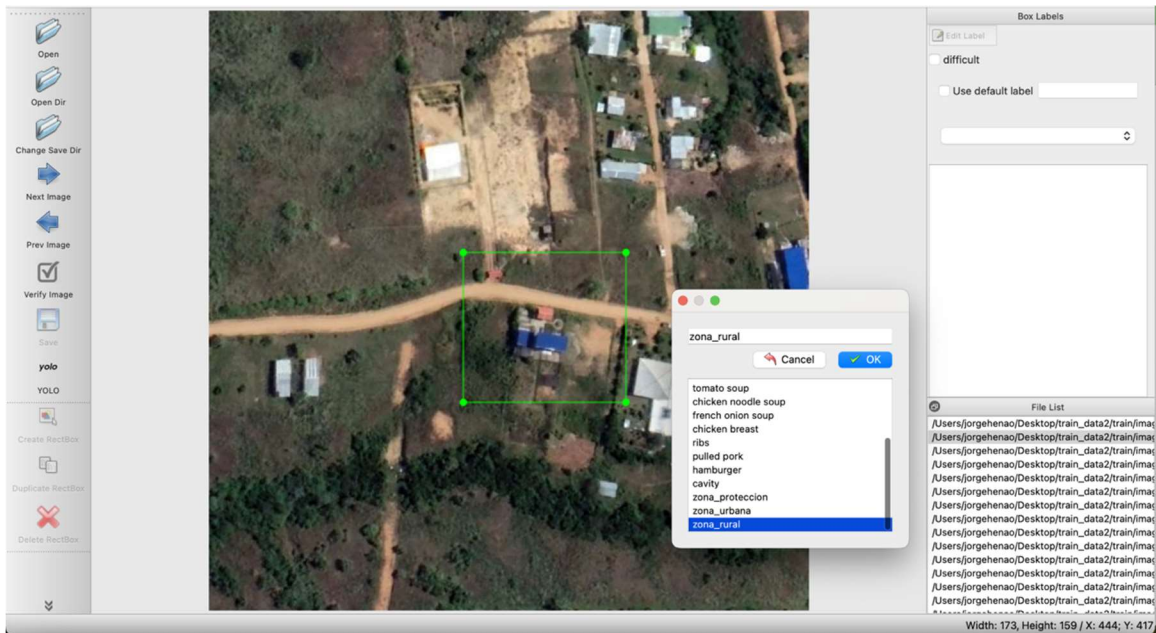 Open
Open Dir
Change Save Dir
Next Image
Prev Image
Verify Image
Save
yolo
YOLO
Create RectBox
Duplicate RectBox
Delete RectBox
zona_rural
Cancel
OK
tomato soup
chicken noodle soup
french onion soup
chicken breast
ribs
pulled pork
hamburger
cavity
zona_proteccion
zona_urbana
zona_rural
Box Labels
Edit Label
difficult
Use default label
File List
/Users/jorgehenao/Desktop/train_data2/train/imag
/Users/jorgehenao/Desktop/train_data2/train/imag
/Users/jorgehenao/Desktop/train_data2/train/imag
/Users/jorgehenao/Desktop/train_data2/train/imag
/Users/jorgehenao/Desktop/train_data2/train/imag
/Users/jorgehenao/Desktop/train_data2/train/imag
/Users/jorgehenao/Desktop/train_data2/train/imag
/Users/jorgehenao/Desktop/train_data2/train/imag
/Users/jorgehenao/Desktop/train_data2/train/imag
/Users/jorgehenao/Desktop/train_data2/train/imag
/Users/jorgehenao/Desktop/train_data2/train/imag
/Users/jorgehenao/Desktop/train_data2/train/imag
/Users/jorgehenao/Desktop/train_data2/train/imag
/Users/jorgehenao/Desktop/train_data2/train/imag
Width: 173, Height: 159 / X: 444; Y: 417